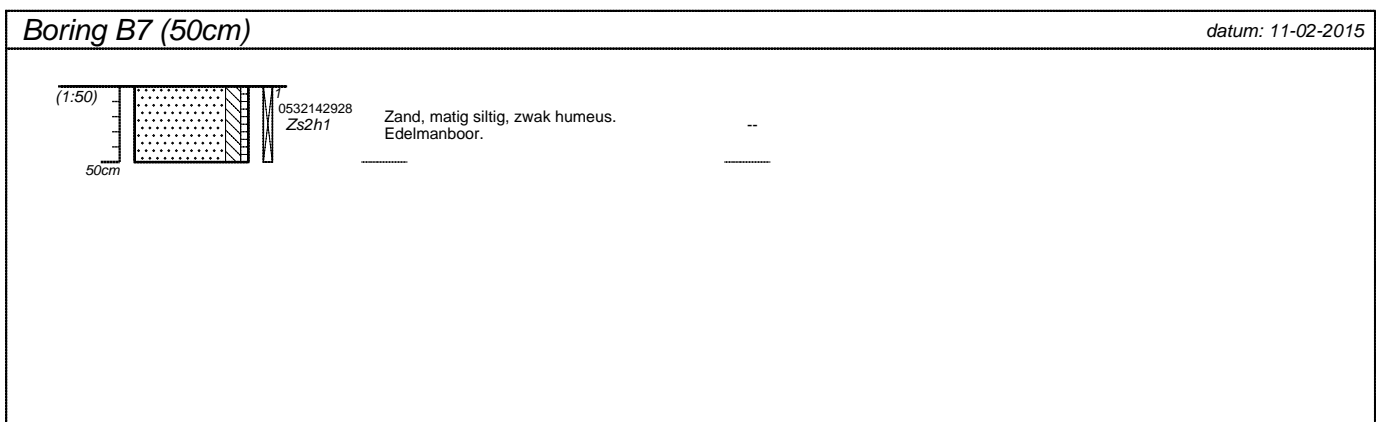 Boring B7 (50cm)
datum: 11-02-2015
(1:50)
1
0532142928
Zs2h1
Zand, matig siltig, zwak humeus.
Edelmanboor.
--
50cm